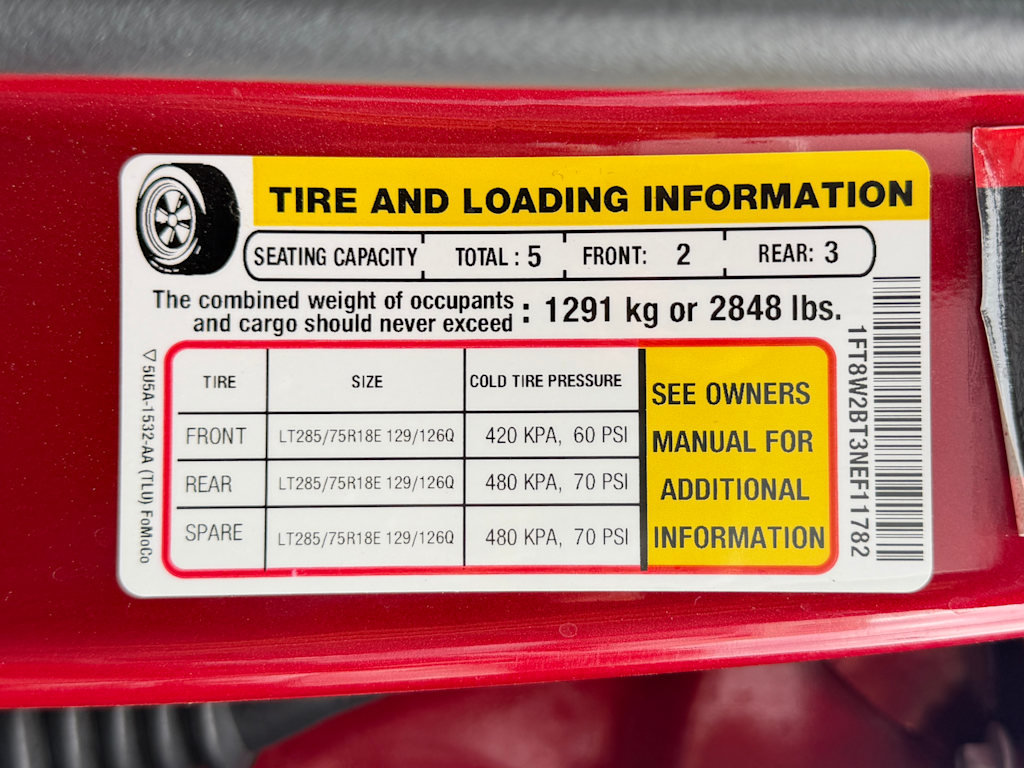 TIRE AND LOADING INFORMATION
SEATING CAPACITY TOTAL : 5 FRONT: 2 REAR: 3
The combined weight of occupants
and cargo should never exceed : 1291 kg or 2848 lbs.
TIRE SIZE COLD TIRE PRESSURE
FRONT LT285/75R18E 129/126Q 420 KPA, 60 PSI
REAR LT285/75R18E 129/126Q 480 KPA, 70 PSI
SPARE LT285/75R18E 129/126Q 480 KPA, 70 PSI
SEE OWNERS
MANUAL FOR
ADDITIONAL
INFORMATION
5U5A-1532-AA (TLU) FoMoCo
1FT8W2BT3NEF11782